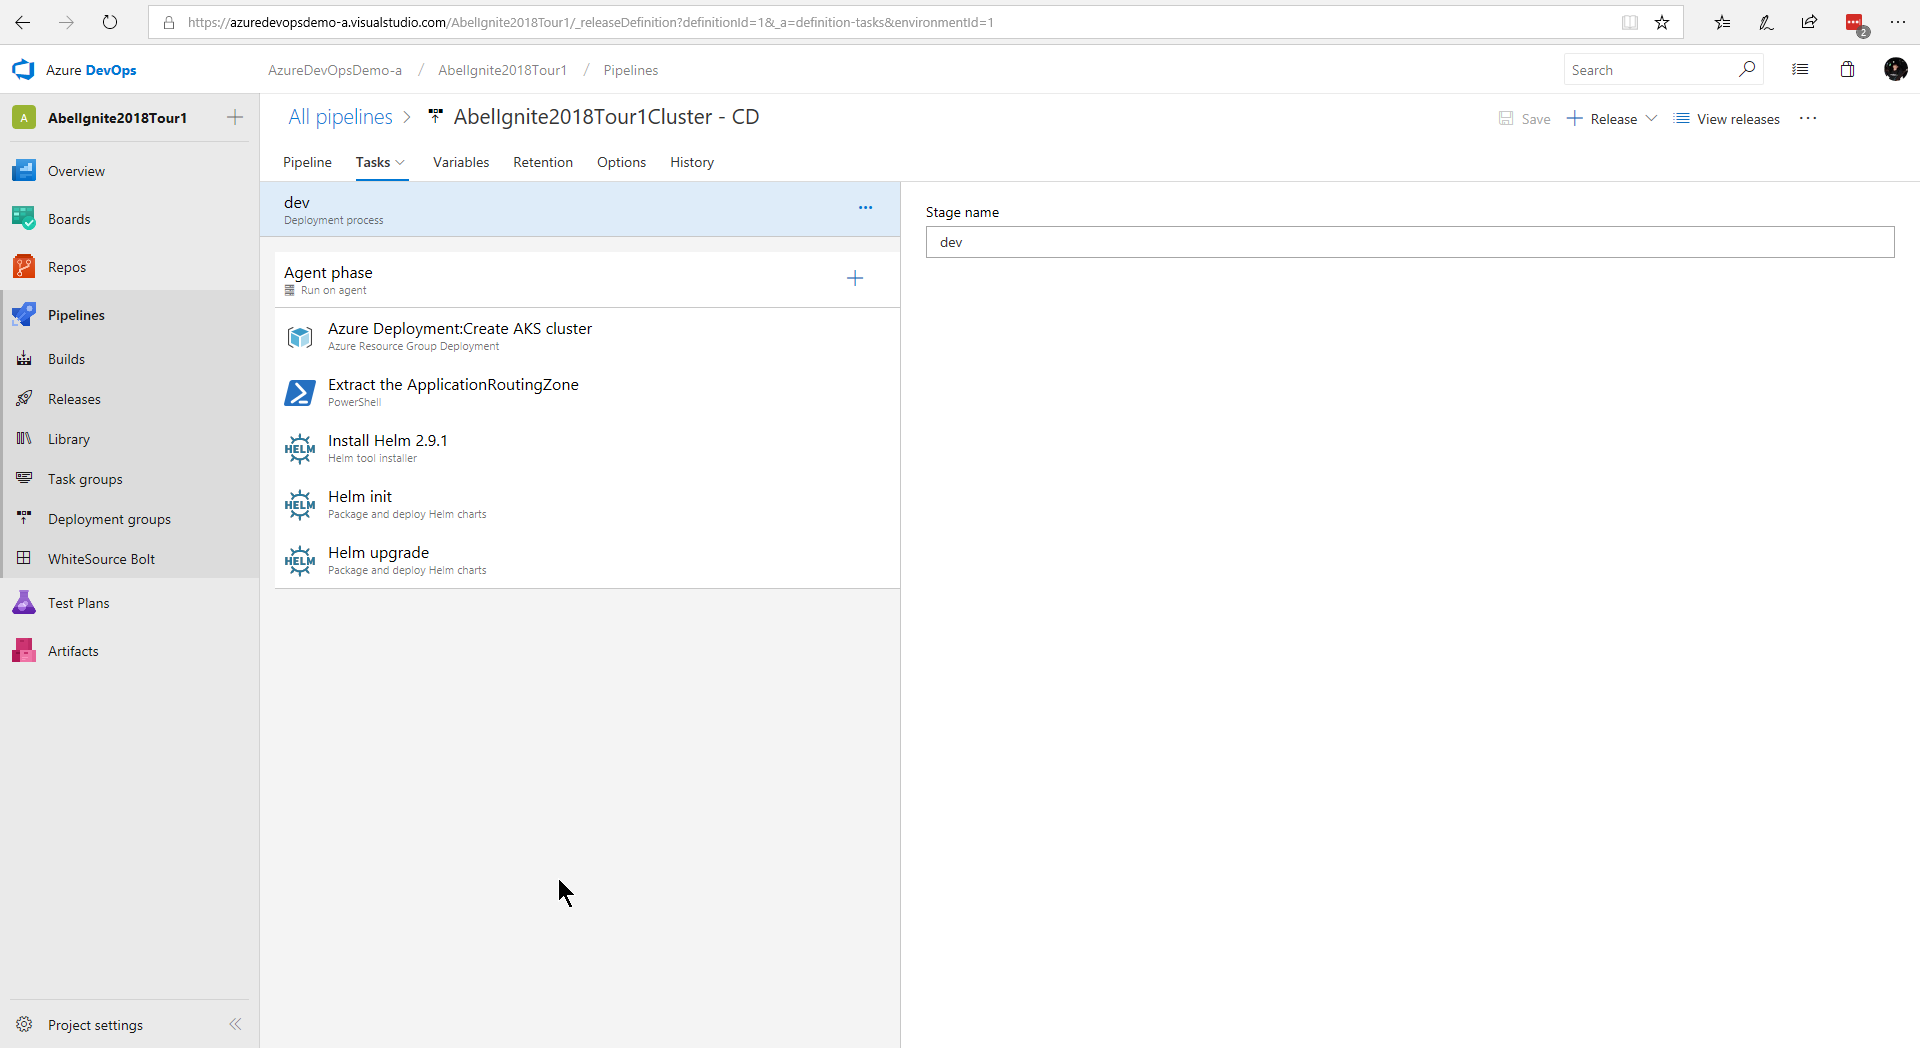 https://azuredevopsdemo-a.visualstudio.com/AbelIgnite2018Tour1/_releaseDefinition?definitionId=1&_a=definition-tasks&environmentId=1
2
Azure DevOps
AzureDevOpsDemo-a / AbelIgnite2018Tour1 / Pipelines
Search
A
AbelIgnite2018Tour1
All pipelines > AbelIgnite2018Tour1Cluster - CD
Save
Release
View releases
Pipeline
Tasks
Variables
Retention
Options
History
Overview
Boards
Repos
Pipelines
Builds
Releases
Library
Task groups
Deployment groups
WhiteSource Bolt
Test Plans
Artifacts
Project settings
dev
Deployment process
Agent phase
Run on agent
Azure Deployment:Create AKS cluster
Azure Resource Group Deployment
Extract the ApplicationRoutingZone
PowerShell
HELM
Install Helm 2.9.1
Helm tool installer
HELM
Helm init
Package and deploy Helm charts
HELM
Helm upgrade
Package and deploy Helm charts
Stage name
dev